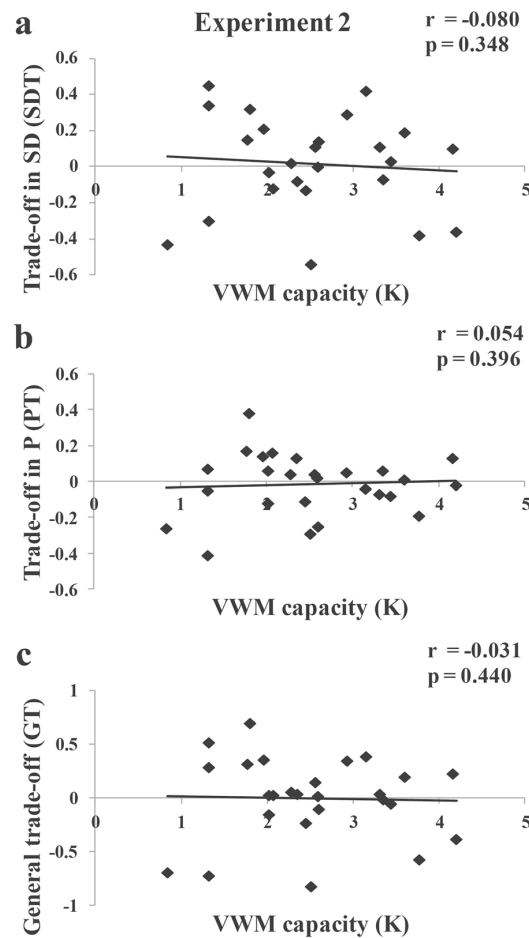 a
Experiment 2
r = -0.080
p = 0.348
Trade-off in SD (SDT)
0.6
0.4
0.2
0
-0.2
-0.4
-0.6
0 1 2 3 4 5
VWM capacity (K)
b
r = 0.054
p = 0.396
Trade-off in P (PT)
0.6
0.4
0.2
0
-0.2
-0.4
-0.6
0 1 2 3 4 5
VWM capacity (K)
c
r = -0.031
p = 0.440
General trade-off (GT)
1
0.5
0
-0.5
-1
0 1 2 3 4 5
VWM capacity (K)